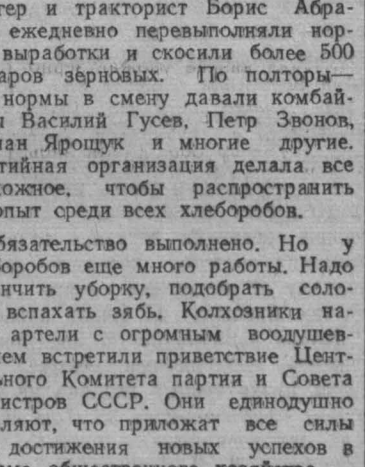 гер и тракторист Борис Абра-
ежедневно перевыполняли нор-
выработки и скосили более 500
аров зерновых. По полторы—
нормы в смену давали комбай-
ы Василий Гусев, Петр Звонов,
ан Ярощук и многие другие.
тийная организация делала все
ожное, чтобы распространить
опыт среди всех хлеборобов.
бязательство выполнено. Но у
боробов еще много работы. Надо
нчить уборку, подобрать соло-
вспахать зябь. Колхозники на-
артели с огромным воодушев-
ем встретили приветствие Цент-
ьного Комитета партии и Совета
истров СССР. Они единодушно
ляют, что приложат все силы
достижения новых успехов в